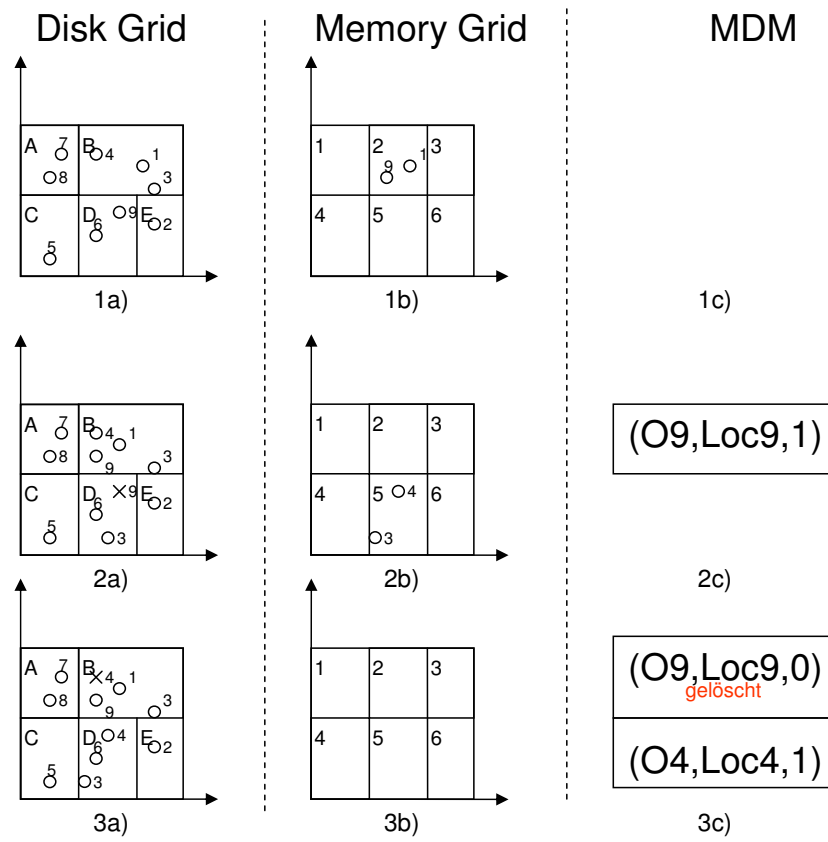 Disk Grid Memory Grid MDM
A 7 B 4 1 8 3
C D 9 E 2 6 5
1 2 3 9 1
4 5 6
1a) 1b) 1c)
A 7 B 4 1 8 9 3
C D 9 E 2 6 5 3
1 2 3
4 5 4 6 3
(O9,Loc9,1)
2a) 2b) 2c)
A 7 B 4 1 8 9 3
C D 4 E 2 6 5 3
1 2 3
4 5 6
(O9,Loc9,0)
gelöscht
(O4,Loc4,1)
3a) 3b) 3c)